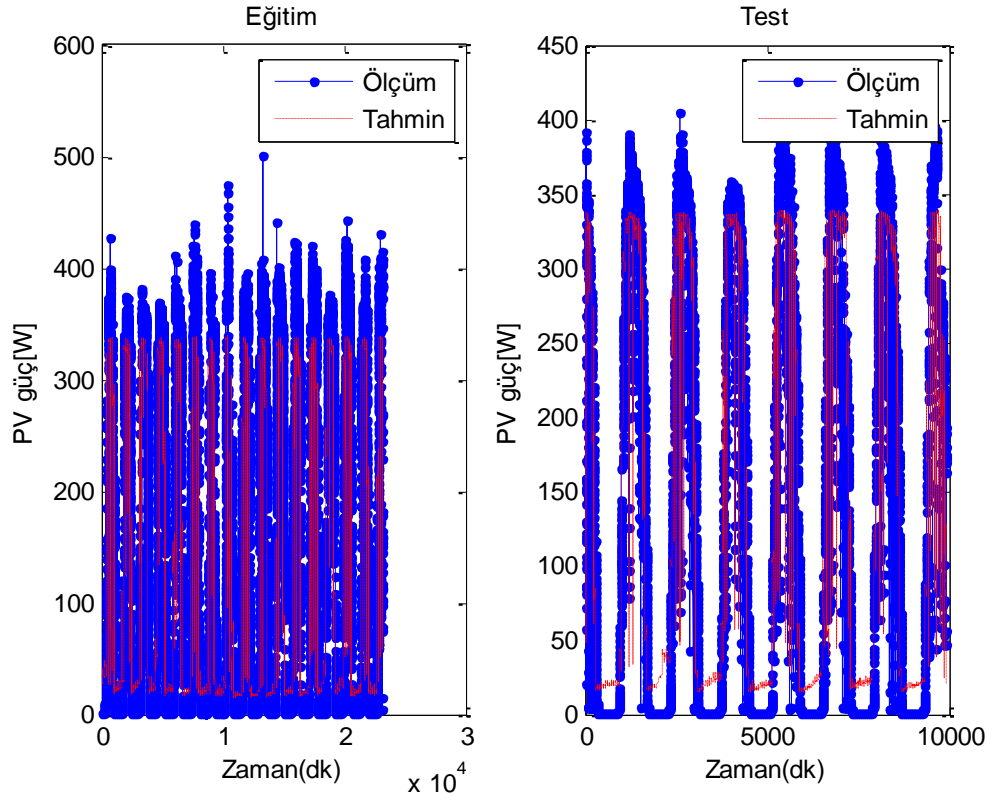 Eğitim
600
500
400
300
200
100
0
PV güç[W]
Ölçüm
Tahmin
0 1 2 3
Zaman(dk)
x 10^4
Test
450
400
350
300
250
200
150
100
50
0
PV güç[W]
Ölçüm
Tahmin
0 5000 10000
Zaman(dk)